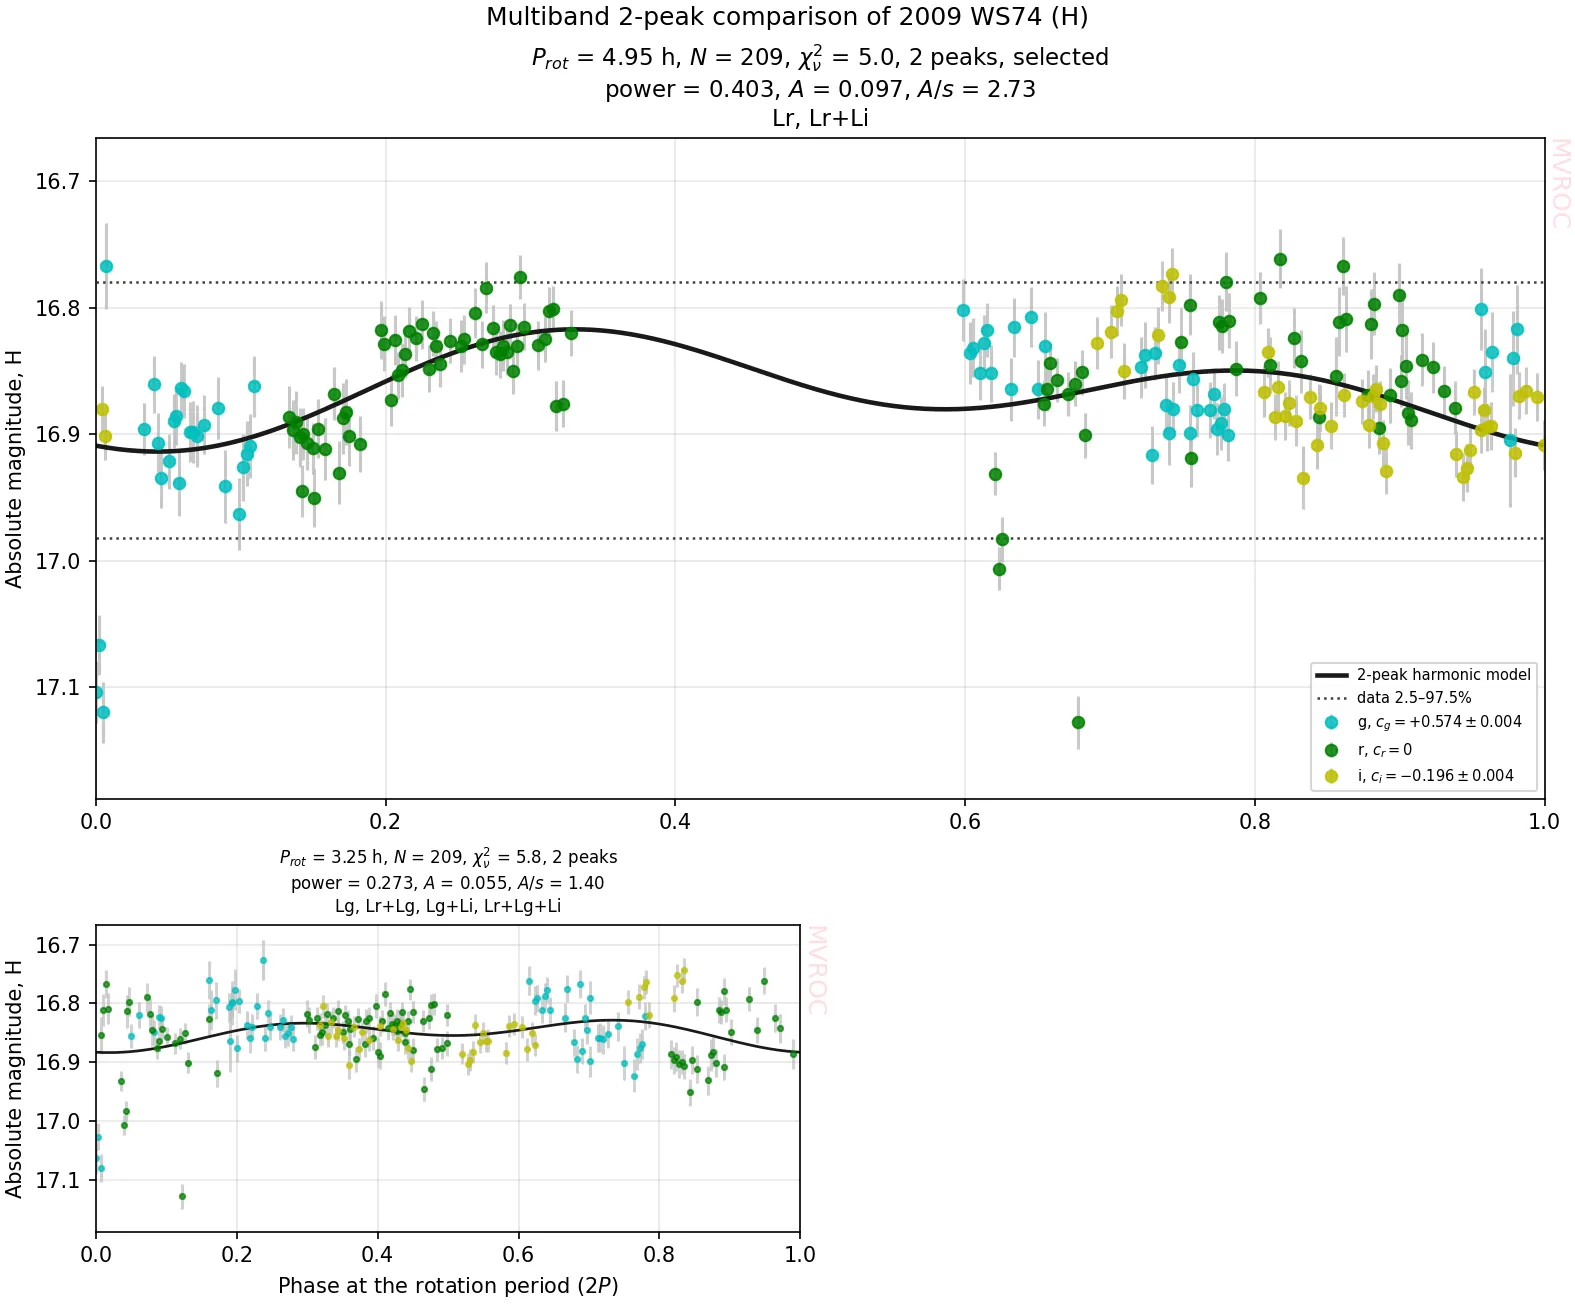 Multiband 2-peak comparison of 2009 WS74 (H)
P_rot = 4.95 h, N = 209, χ²_ν = 5.0, 2 peaks, selected
power = 0.403, A = 0.097, A/s = 2.73
Lr, Lr+Li
MVROC
16.7
16.8
16.9
17.0
17.1
Absolute magnitude, H
2-peak harmonic model
data 2.5–97.5%
g, c_g = +0.574 ± 0.004
r, c_r = 0
i, c_i = −0.196 ± 0.004
0.0 0.2 0.4 0.6 0.8 1.0
P_rot = 3.25 h, N = 209, χ²_ν = 5.8, 2 peaks
power = 0.273, A = 0.055, A/s = 1.40
Lg, Lr+Lg, Lg+Li, Lr+Lg+Li
MVROC
16.7
16.8
16.9
17.0
17.1
Absolute magnitude, H
0.0 0.2 0.4 0.6 0.8 1.0
Phase at the rotation period (2P)